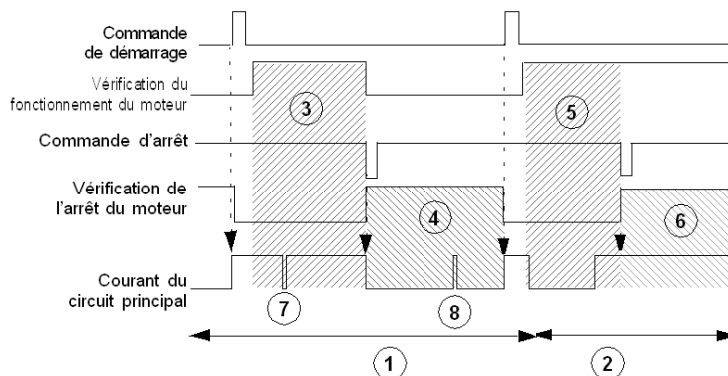 Commande
de démarrage
Vérification du
fonctionnement du moteur
3
5
Commande d'arrêt
Vérification de
l'arrêt du moteur
4
6
Courant du
circuit principal
7
8
1
2